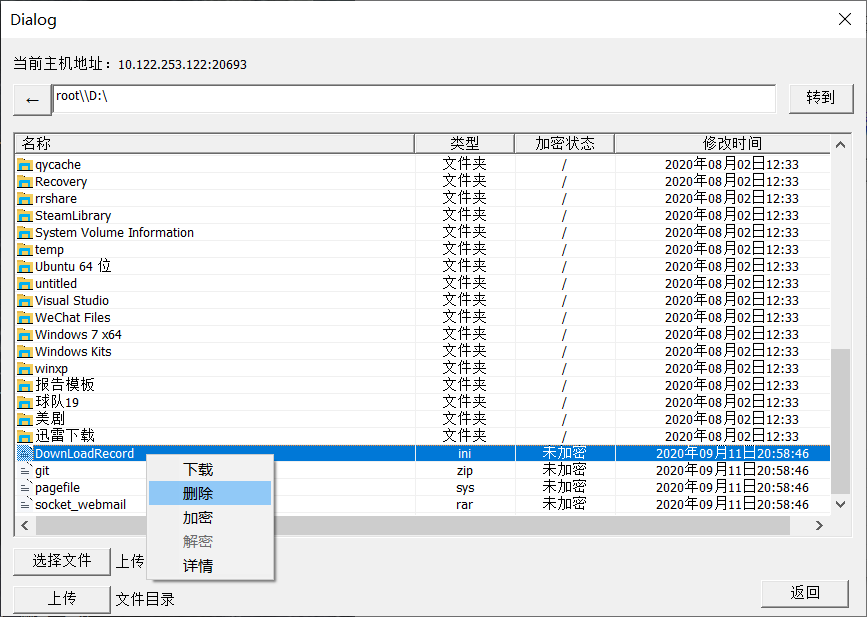 Dialog
当前主机地址：10.122.253.122:20693
← root\\D:\ 转到
名称 类型 加密状态 修改时间
qycache 文件夹 / 2020年08月02日12:33
Recovery 文件夹 / 2020年08月02日12:33
rrshare 文件夹 / 2020年08月02日12:33
SteamLibrary 文件夹 / 2020年08月02日12:33
System Volume Information 文件夹 / 2020年08月02日12:33
temp 文件夹 / 2020年08月02日12:33
Ubuntu 64 位 文件夹 / 2020年08月02日12:33
untitled 文件夹 / 2020年08月02日12:33
Visual Studio 文件夹 / 2020年08月02日12:33
WeChat Files 文件夹 / 2020年08月02日12:33
Windows 7 x64 文件夹 / 2020年08月02日12:33
Windows Kits 文件夹 / 2020年08月02日12:33
winxp 文件夹 / 2020年08月02日12:33
报告模板 文件夹 / 2020年08月02日12:33
球队19 文件夹 / 2020年08月02日12:33
美剧 文件夹 / 2020年08月02日12:33
迅雷下载 文件夹 / 2020年08月02日12:33
DownLoadRecord ini 未加密 2020年09月11日20:58:46
git zip 未加密 2020年09月11日20:58:46
pagefile sys 未加密 2020年09月11日20:58:46
socket_webmail rar 未加密 2020年09月11日20:58:46
下载
删除
加密
解密
详情
选择文件 上传
上传 文件目录
返回